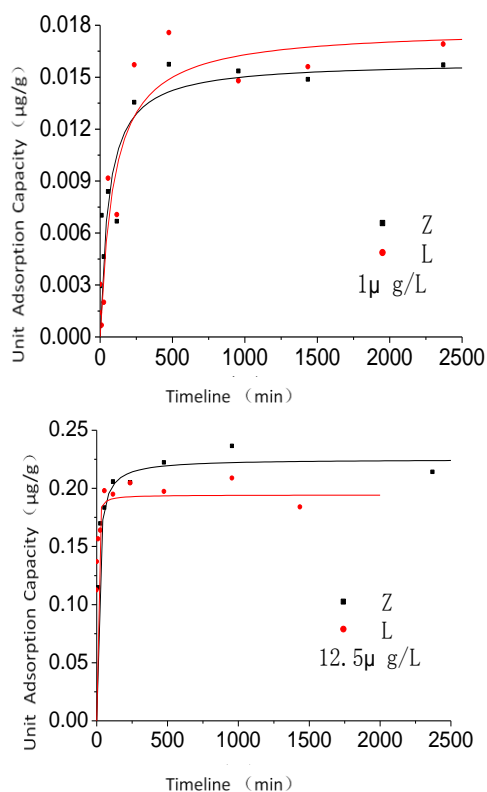 0.018
0.015
0.012
0.009
0.006
0.003
0.000
Unit Adsorption Capacity（μg/g）
Z
L
1μ g/L
0 500 1000 1500 2000 2500
Timeline （min）
0.25
0.20
0.15
0.10
0.05
0.00
Unit Adsorption Capacity（μg/g）
Z
L
12.5μ g/L
0 500 1000 1500 2000 2500
Timeline （min）